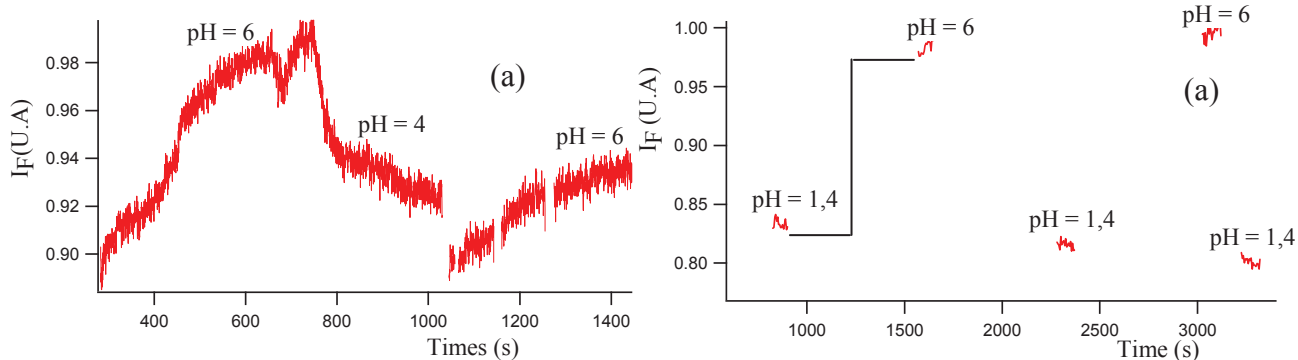 pH = 6
(a)
pH = 4
pH = 6
I_F(U.A)
0.98
0.96
0.94
0.92
0.90
400
600
800
1000
1200
1400
Times (s)
pH = 6
pH = 6
(a)
pH = 1,4
pH = 1,4
pH = 1,4
I_F (U.A)
1.00
0.95
0.90
0.85
0.80
1000
1500
2000
2500
3000
Time (s)